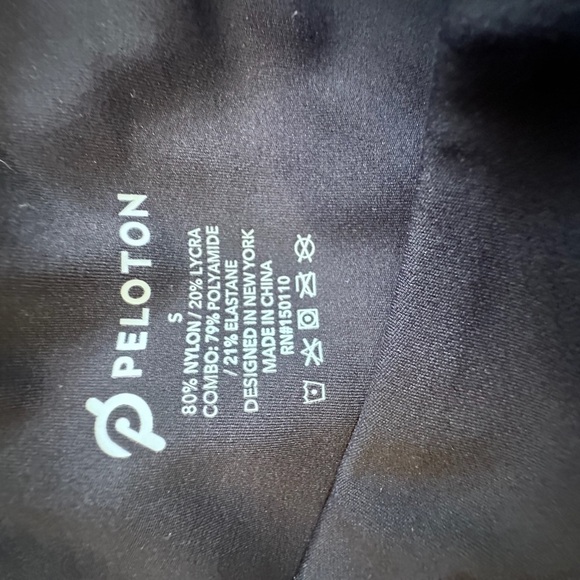 PELOTON
S
80% NYLON / 20% LYCRA
COMBO: 79% POLYAMIDE
/ 21% ELASTANE
DESIGNED IN NEW YORK
MADE IN CHINA
RN#150110